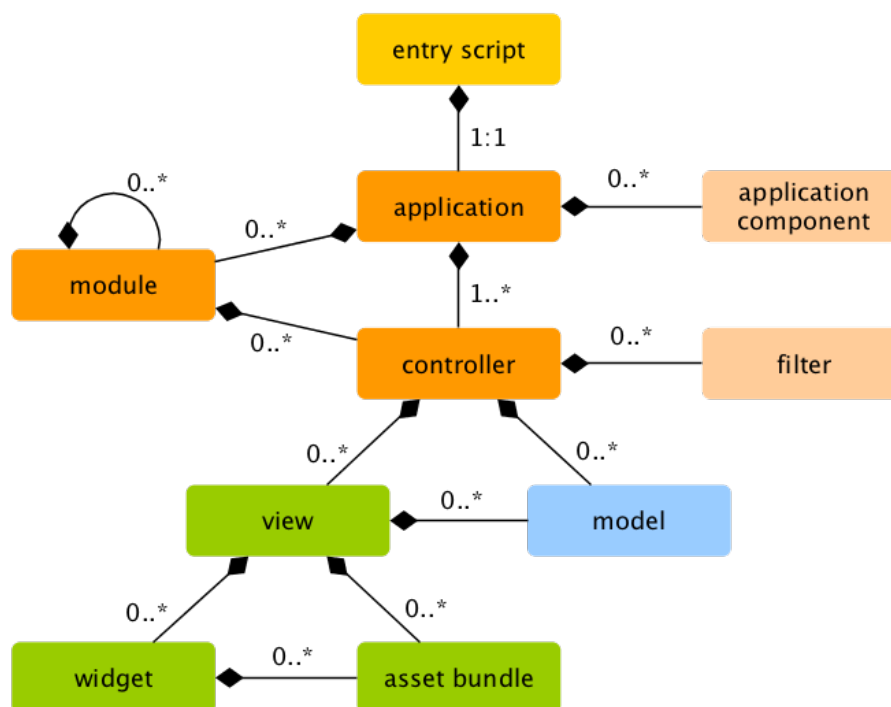 entry script
1:1
0..*
0..*
application
0..*
application
component
module
1..*
0..*
controller
0..*
filter
0..*
0..*
view
0..*
model
0..*
0..*
widget
0..*
asset bundle